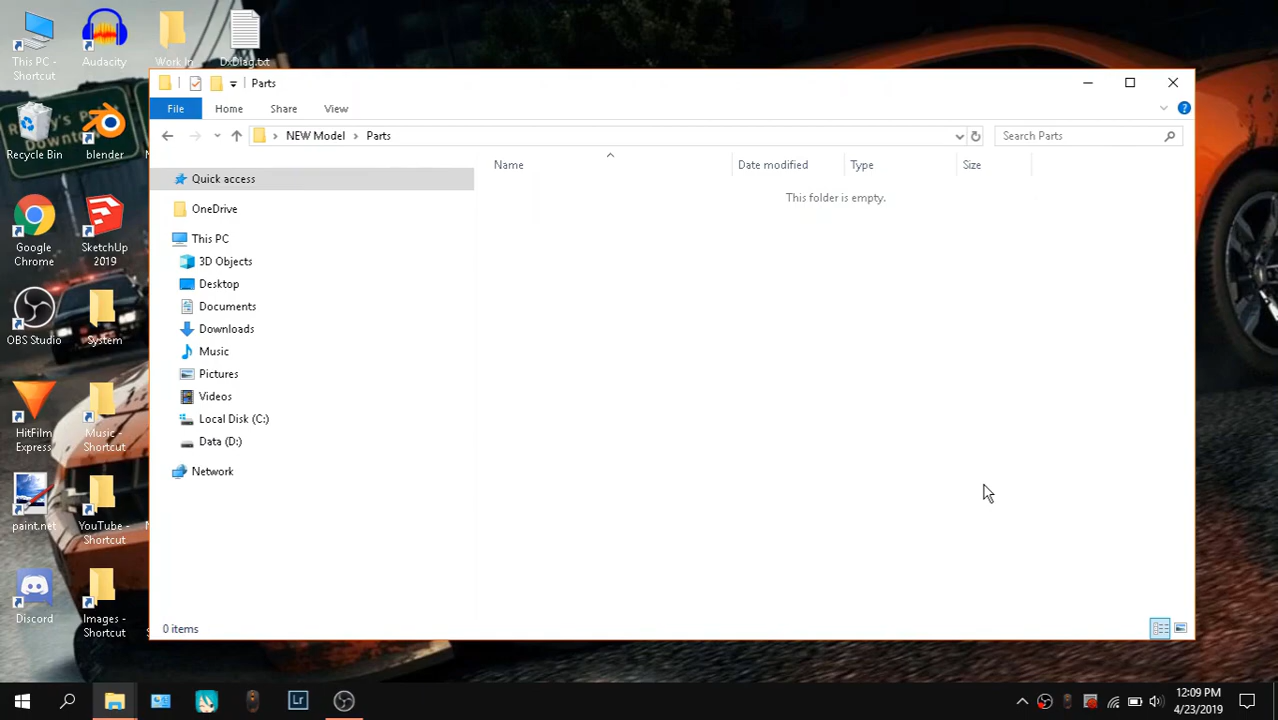 This PC -
Shortcut
Audacity
Work In
DxDiag.txt
Parts
File
Home
Share
View
NEW Model
Parts
Search Parts
Recycle Bin
blender
Google
Chrome
SketchUp
2019
OBS Studio
System
HitFilm
Express
Music -
Shortcut
paint.net
YouTube -
Shortcut
Discord
Images -
Shortcut
Quick access
OneDrive
This PC
3D Objects
Desktop
Documents
Downloads
Music
Pictures
Videos
Local Disk (C:)
Data (D:)
Network
Name
Date modified
Type
Size
This folder is empty.
0 items
Lr
12:09 PM
4/23/2019